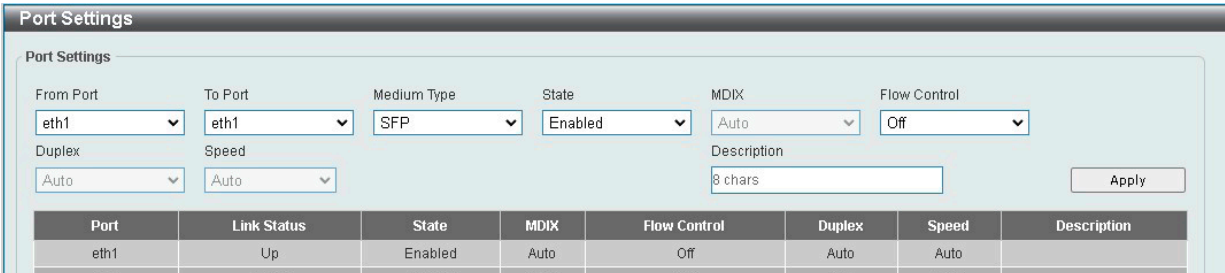 Port Settings
Port Settings
From Port To Port Medium Type State MDIX Flow Control
eth1 eth1 SFP Enabled Auto Off
Duplex Speed Description
Auto Auto 8 chars Apply
Port Link Status State MDIX Flow Control Duplex Speed Description
eth1 Up Enabled Auto Off Auto Auto